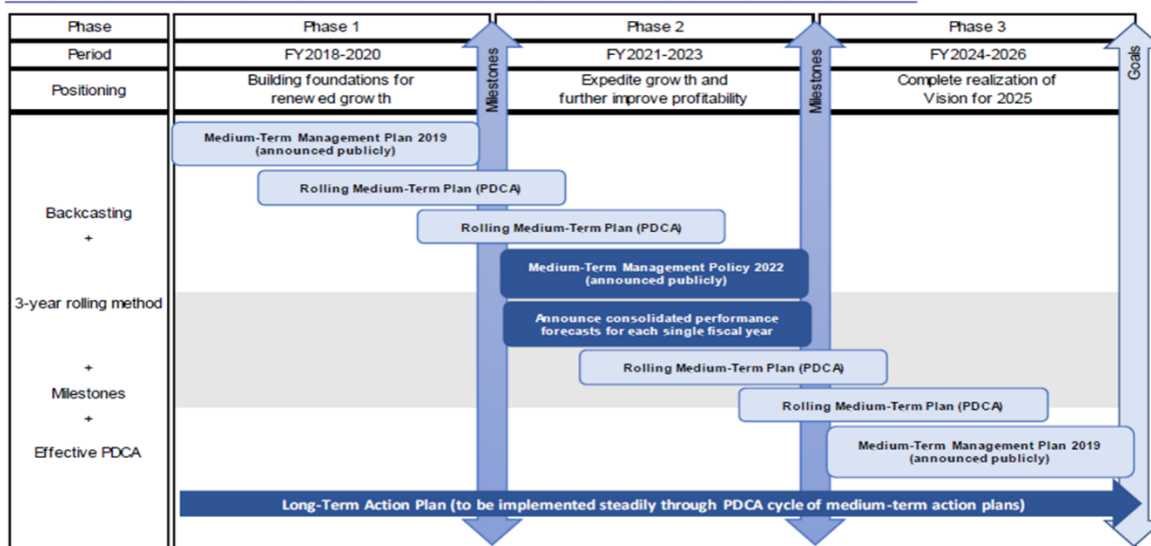 Phase
Phase 1
Phase 2
Phase 3
Period
FY2018-2020
FY2021-2023
FY2024-2026
Positioning
Building foundations for
renewed growth
Expedite growth and
further improve profitability
Complete realization of
Vision for 2025
Milestones
Milestones
Goals
Backcasting
+
3-year rolling method
+
Milestones
+
Effective PDCA
Medium-Term Management Plan 2019
(announced publicly)
Rolling Medium-Term Plan (PDCA)
Rolling Medium-Term Plan (PDCA)
Medium-Term Management Policy 2022
(announced publicly)
Announce consolidated performance
forecasts for each single fiscal year
Rolling Medium-Term Plan (PDCA)
Rolling Medium-Term Plan (PDCA)
Medium-Term Management Plan 2019
(announced publicly)
Long-Term Action Plan (to be implemented steadily through PDCA cycle of medium-term action plans)